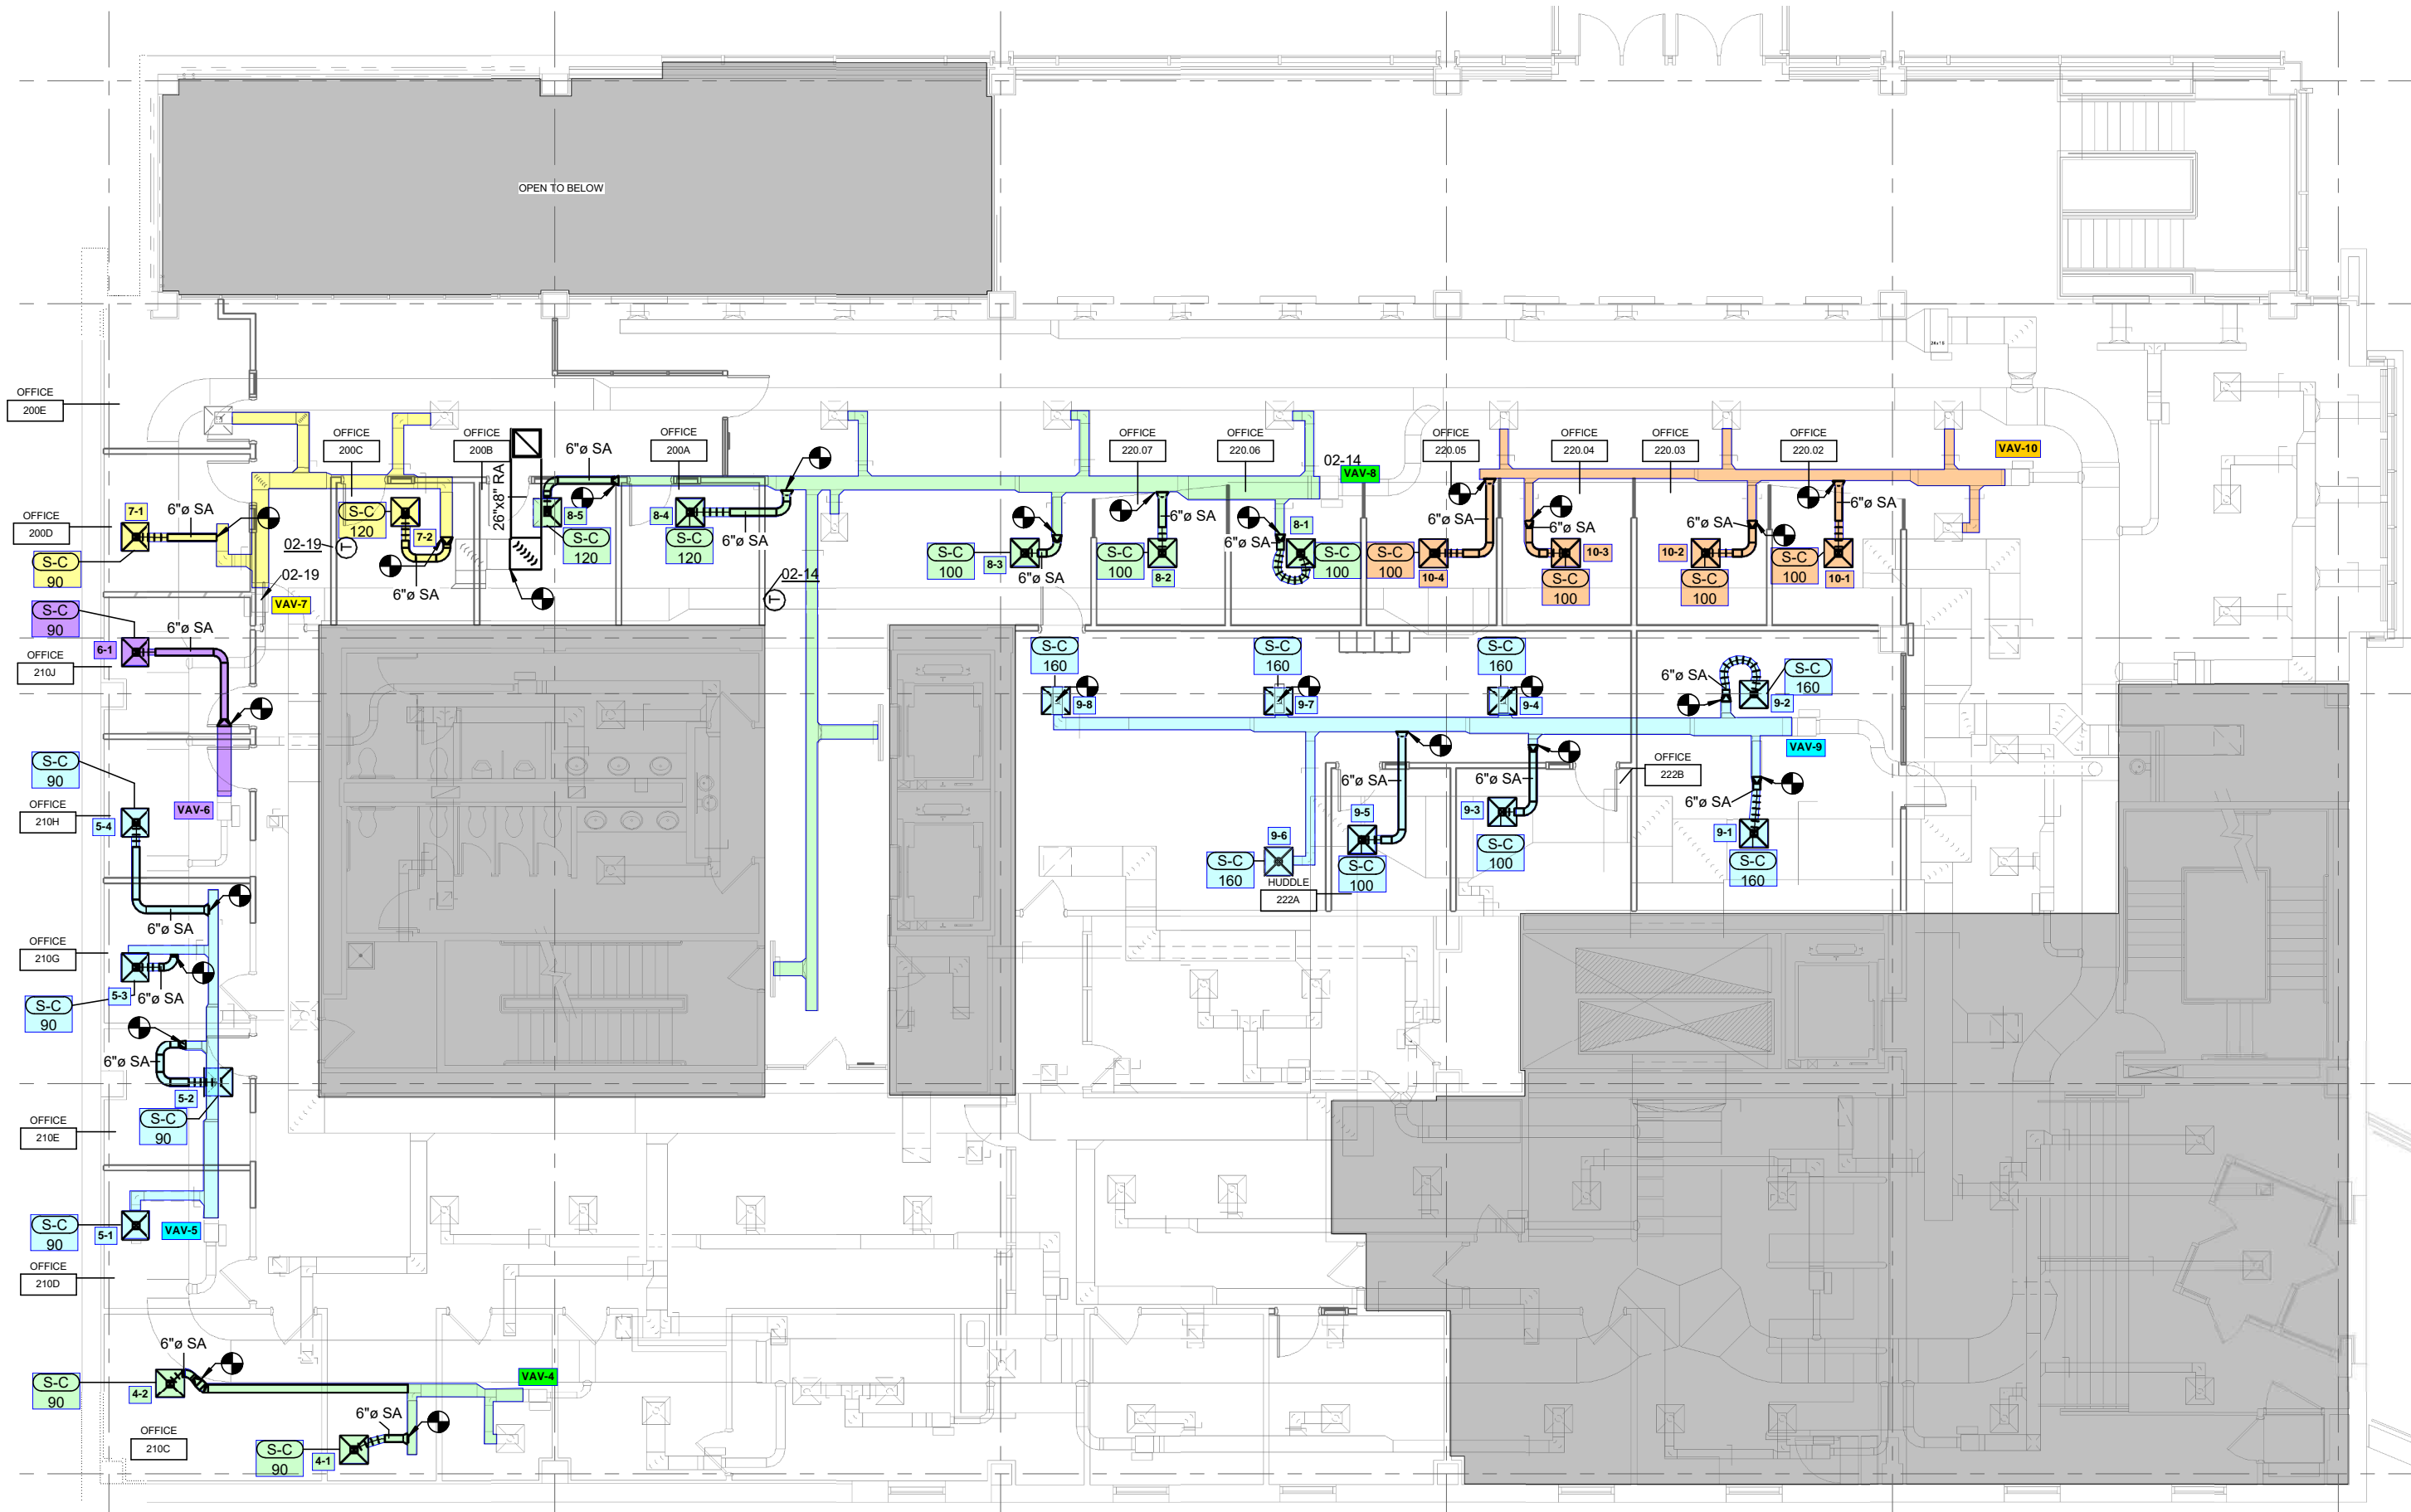 OPEN TO BELOW
OFFICE
200E
OFFICE
200D
7-1
6"ø SA
S-C
90
OFFICE
200C
S-C
120
7-2
6"ø SA
02-19
02-19
VAV-7
OFFICE
200B
26"x8" RA
6"ø SA
8-5
S-C
120
OFFICE
200A
8-4
S-C
120
6"ø SA
02-14
S-C
100
8-3
6"ø SA
OFFICE
220.07
6"ø SA
S-C
100
8-2
OFFICE
220.06
8-1
6"ø SA
S-C
100
02-14
VAV-8
OFFICE
220.05
6"ø SA
S-C
100
10-4
OFFICE
220.04
6"ø SA
10-3
S-C
100
OFFICE
220.03
6"ø SA
10-2
S-C
100
OFFICE
220.02
6"ø SA
S-C
100
10-1
VAV-10
S-C
90
6-1
6"ø SA
OFFICE
210J
VAV-6
S-C
160
9-8
S-C
160
9-7
S-C
160
9-4
6"ø SA
S-C
160
9-2
VAV-9
OFFICE
222B
6"ø SA
6"ø SA
6"ø SA
9-5
9-3
9-1
9-6
S-C
160
S-C
100
S-C
100
S-C
160
HUDDLE
222A
S-C
90
OFFICE
210H
5-4
6"ø SA
OFFICE
210G
5-3
6"ø SA
S-C
90
6"ø SA
5-2
S-C
90
OFFICE
210E
S-C
90
5-1
VAV-5
OFFICE
210D
6"ø SA
S-C
90
4-2
VAV-4
OFFICE
210C
6"ø SA
S-C
90
4-1